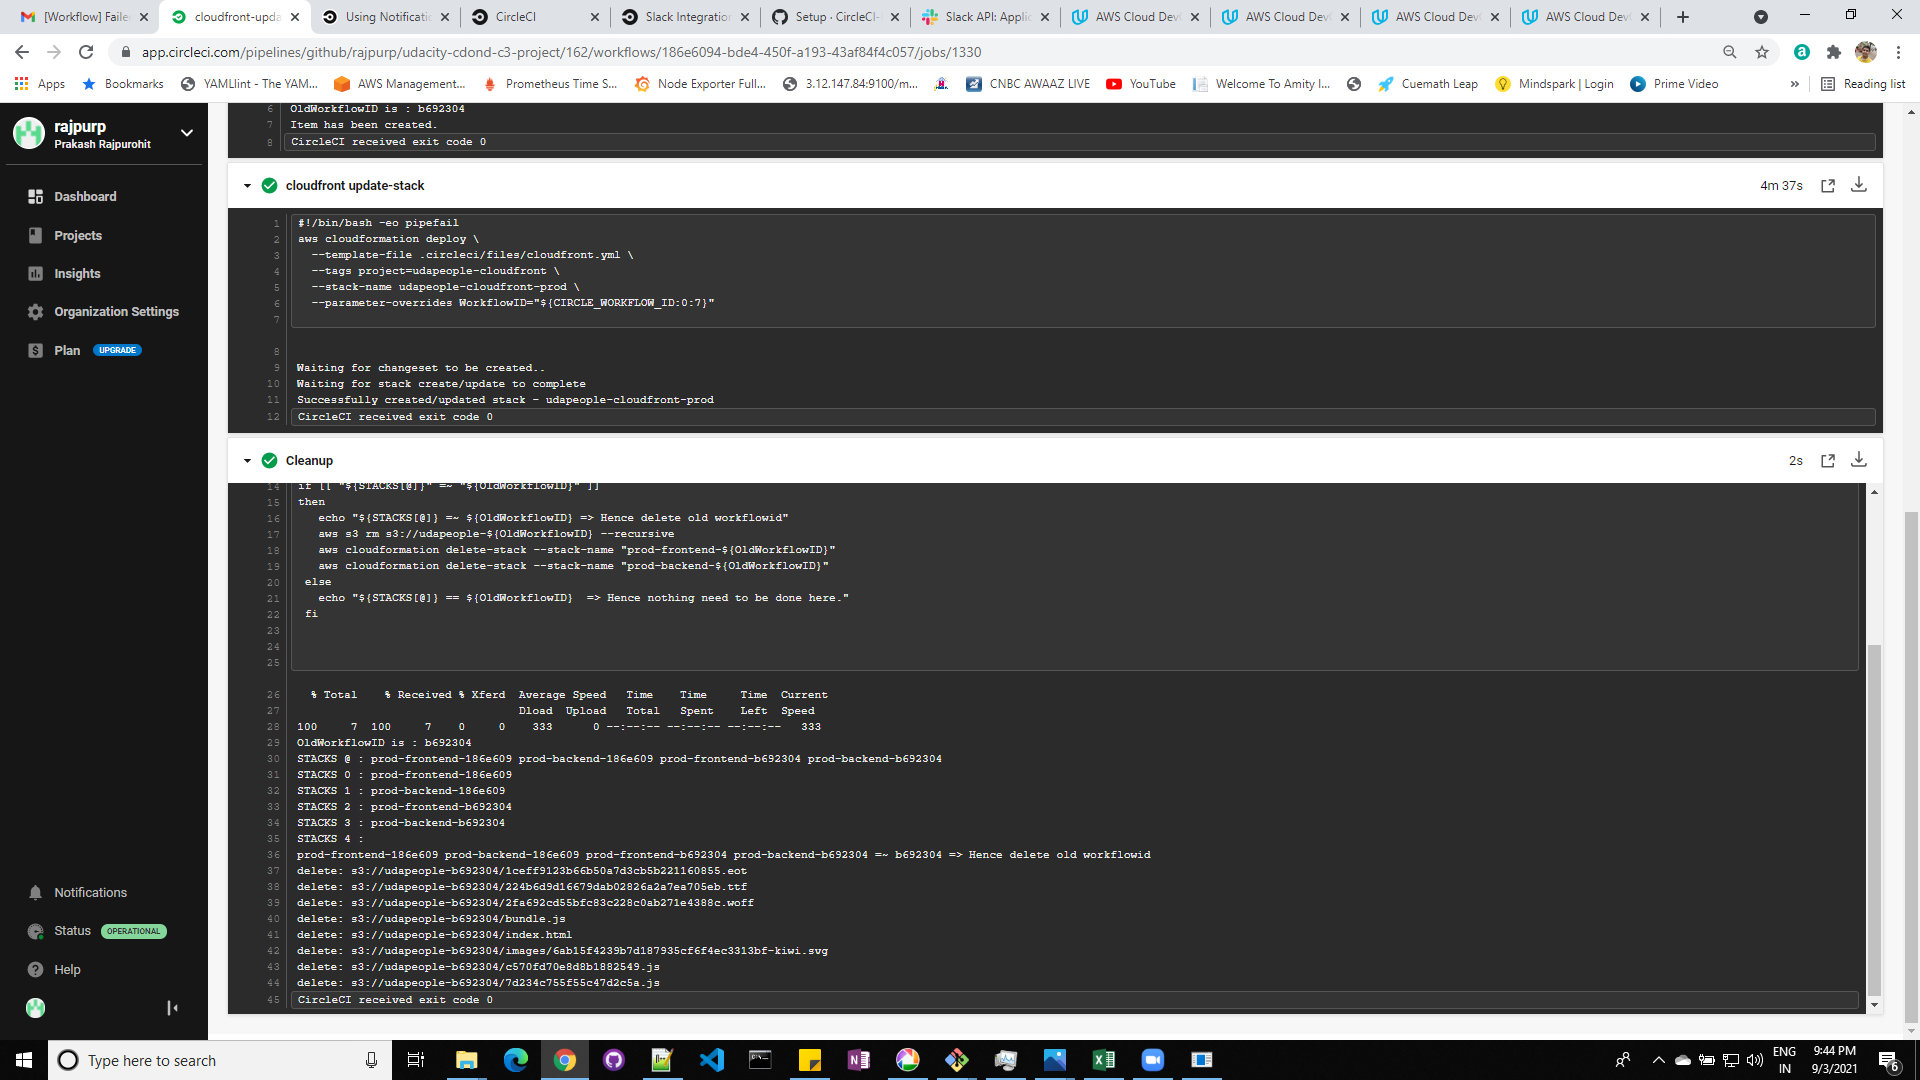 [Workflow] Faile
cloudfront-upda
Using Notificatio
CircleCI
Slack Integration
Setup · CircleCI-
Slack API: Applic
AWS Cloud Dev
AWS Cloud Dev
AWS Cloud Dev
AWS Cloud Dev
app.circleci.com/pipelines/github/rajpurp/udacity-cdond-c3-project/162/workflows/186e6094-bde4-450f-a193-43af84f4c057/jobs/1330
Apps
Bookmarks
YAMLlint - The YAM...
AWS Management...
Prometheus Time S...
Node Exporter Full...
3.12.147.84:9100/m...
CNBC AWAAZ LIVE
YouTube
Welcome To Amity I...
Cuemath Leap
Mindspark | Login
Prime Video
»
Reading list
rajpurp
Prakash Rajpurohit
Dashboard
Projects
Insights
Organization Settings
Plan UPGRADE
Notifications
Status OPERATIONAL
Help
6 OldWorkflowID is : b692304
7 Item has been created.
8 CircleCI received exit code 0
cloudfront update-stack
4m 37s
1 #!/bin/bash -eo pipefail
2 aws cloudformation deploy \
3 --template-file .circleci/files/cloudfront.yml \
4 --tags project=udapeople-cloudfront \
5 --stack-name udapeople-cloudfront-prod \
6 --parameter-overrides WorkflowID="${CIRCLE_WORKFLOW_ID:0:7}"
7
8
9 Waiting for changeset to be created..
10 Waiting for stack create/update to complete
11 Successfully created/updated stack - udapeople-cloudfront-prod
12 CircleCI received exit code 0
Cleanup
2s
14 if [[ "${STACKS[@]}" =~ "${OldWorkflowID}" ]]
15 then
16 echo "${STACKS[@]} =~ ${OldWorkflowID} => Hence delete old workflowid"
17 aws s3 rm s3://udapeople-${OldWorkflowID} --recursive
18 aws cloudformation delete-stack --stack-name "prod-frontend-${OldWorkflowID}"
19 aws cloudformation delete-stack --stack-name "prod-backend-${OldWorkflowID}"
20 else
21 echo "${STACKS[@]} == ${OldWorkflowID}  => Hence nothing need to be done here."
22 fi
23
24
25
26 % Total % Received % Xferd Average Speed Time Time Time Current
27 Dload Upload Total Spent Left Speed
28 100 7 100 7 0 0 333 0 --:--:-- --:--:-- --:--:-- 333
29 OldWorkflowID is : b692304
30 STACKS @ : prod-frontend-186e609 prod-backend-186e609 prod-frontend-b692304 prod-backend-b692304
31 STACKS 0 : prod-frontend-186e609
32 STACKS 1 : prod-backend-186e609
33 STACKS 2 : prod-frontend-b692304
34 STACKS 3 : prod-backend-b692304
35 STACKS 4 :
36 prod-frontend-186e609 prod-backend-186e609 prod-frontend-b692304 prod-backend-b692304 =~ b692304 => Hence delete old workflowid
37 delete: s3://udapeople-b692304/1ceff9123b66b50a7d3cb5b221160855.eot
38 delete: s3://udapeople-b692304/224b6d9d16679dab02826a2a7ea705eb.ttf
39 delete: s3://udapeople-b692304/2fa692cd55bfc83c228c0ab271e4388c.woff
40 delete: s3://udapeople-b692304/bundle.js
41 delete: s3://udapeople-b692304/index.html
42 delete: s3://udapeople-b692304/images/6ab15f4239b7d187935cf6f4ec3313bf-kiwi.svg
43 delete: s3://udapeople-b692304/c570fd70e8d8b1882549.js
44 delete: s3://udapeople-b692304/7d234c755f55c47d2c5a.js
45 CircleCI received exit code 0
Type here to search
ENG
IN
9:44 PM
9/3/2021
6